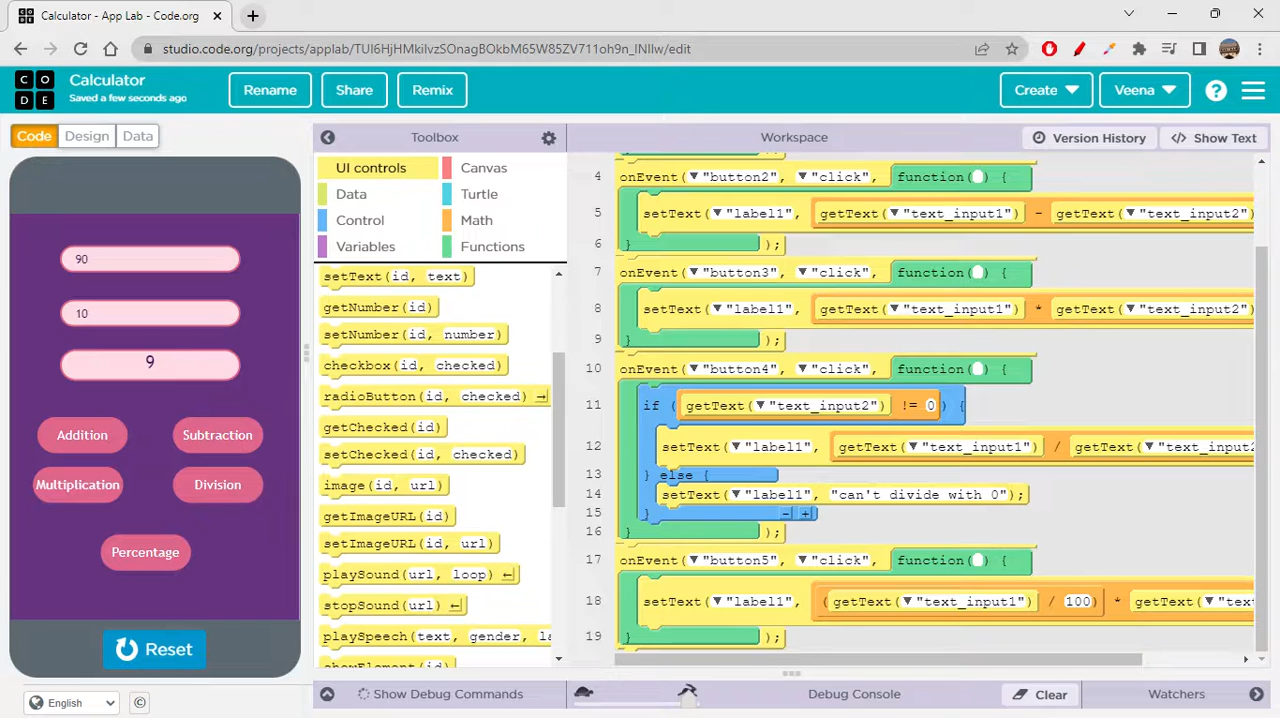 Calculator - App Lab - Code.org
studio.code.org/projects/applab/TUI6HjHMkilvzSOnagBOkbM65W85ZV711oh9n_INIlw/edit
CODE
Calculator
Saved a few seconds ago
Rename
Share
Remix
Create
Veena
?
Code
Design
Data
Toolbox
Workspace
Version History
</> Show Text
90
10
9
Addition
Subtraction
Multiplication
Division
Percentage
Reset
English
©
UI controls
Canvas
Data
Turtle
Control
Math
Variables
Functions
setText(id, text)
getNumber(id)
setNumber(id, number)
checkbox(id, checked)
radioButton(id, checked)
getChecked(id)
setChecked(id, checked)
image(id, url)
getImageURL(id)
setImageURL(id, url)
playSound(url, loop)
stopSound(url)
playSpeech(text, gender,
4 onEvent("button2", "click", function() {
5 setText("label1", getText("text_input1") - getText("text_input2")
6 });
7 onEvent("button3", "click", function() {
8 setText("label1", getText("text_input1") * getText("text_input2")
9 });
10 onEvent("button4", "click", function() {
11 if (getText("text_input2") != 0) {
12 setText("label1", getText("text_input1") / getText("text_input2
13 } else {
14 setText("label1", "can't divide with 0");
15 } - +
16 });
17 onEvent("button5", "click", function() {
18 setText("label1", (getText("text_input1") / 100) * getText("tex
19 });
Show Debug Commands
Debug Console
Clear
Watchers